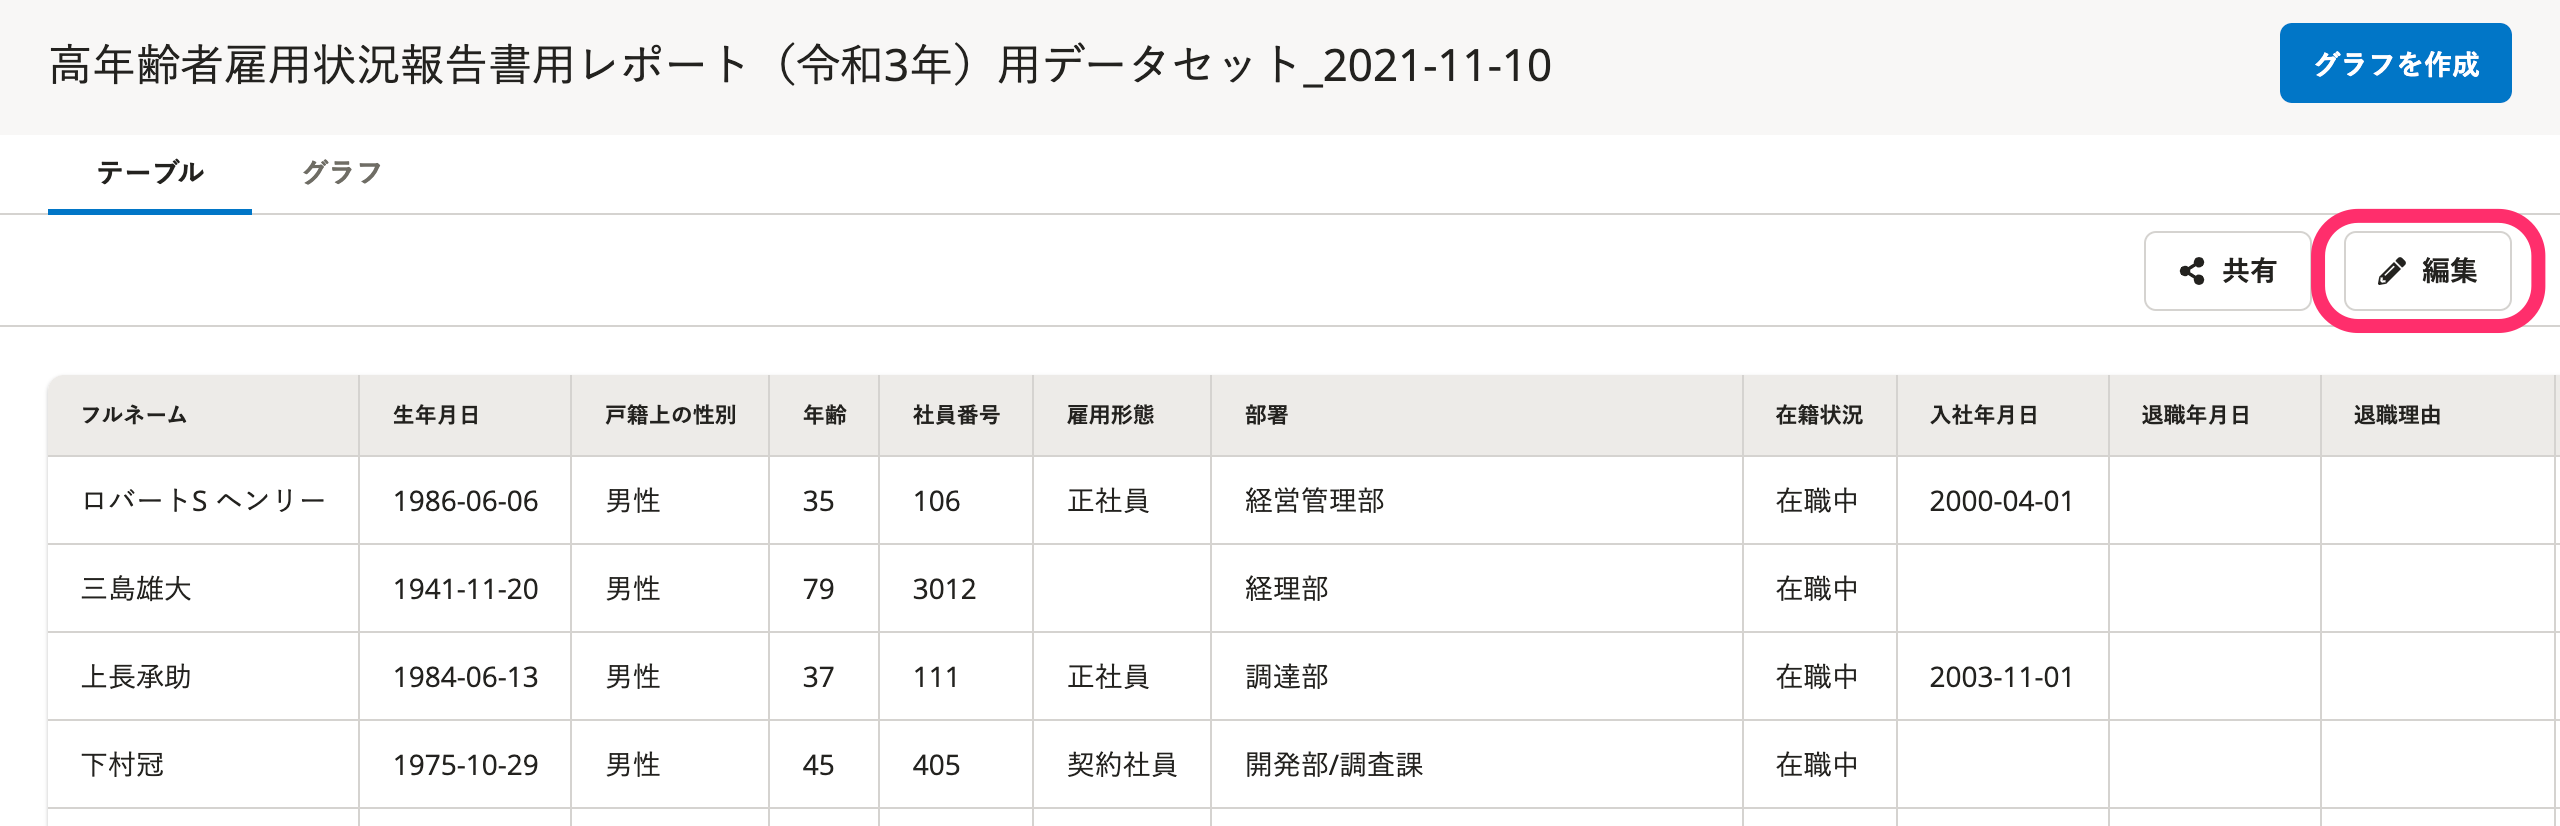 高年齢者雇用状況報告書用レポート（令和3年）用データセット_2021-11-10
グラフを作成
テーブル グラフ
共有 編集
フルネーム 生年月日 戸籍上の性別 年齢 社員番号 雇用形態 部署 在籍状況 入社年月日 退職年月日 退職理由
ロバートS ヘンリー 1986-06-06 男性 35 106 正社員 経営管理部 在職中 2000-04-01
三島雄大 1941-11-20 男性 79 3012 経理部 在職中
上長承助 1984-06-13 男性 37 111 正社員 調達部 在職中 2003-11-01
下村冠 1975-10-29 男性 45 405 契約社員 開発部/調査課 在職中